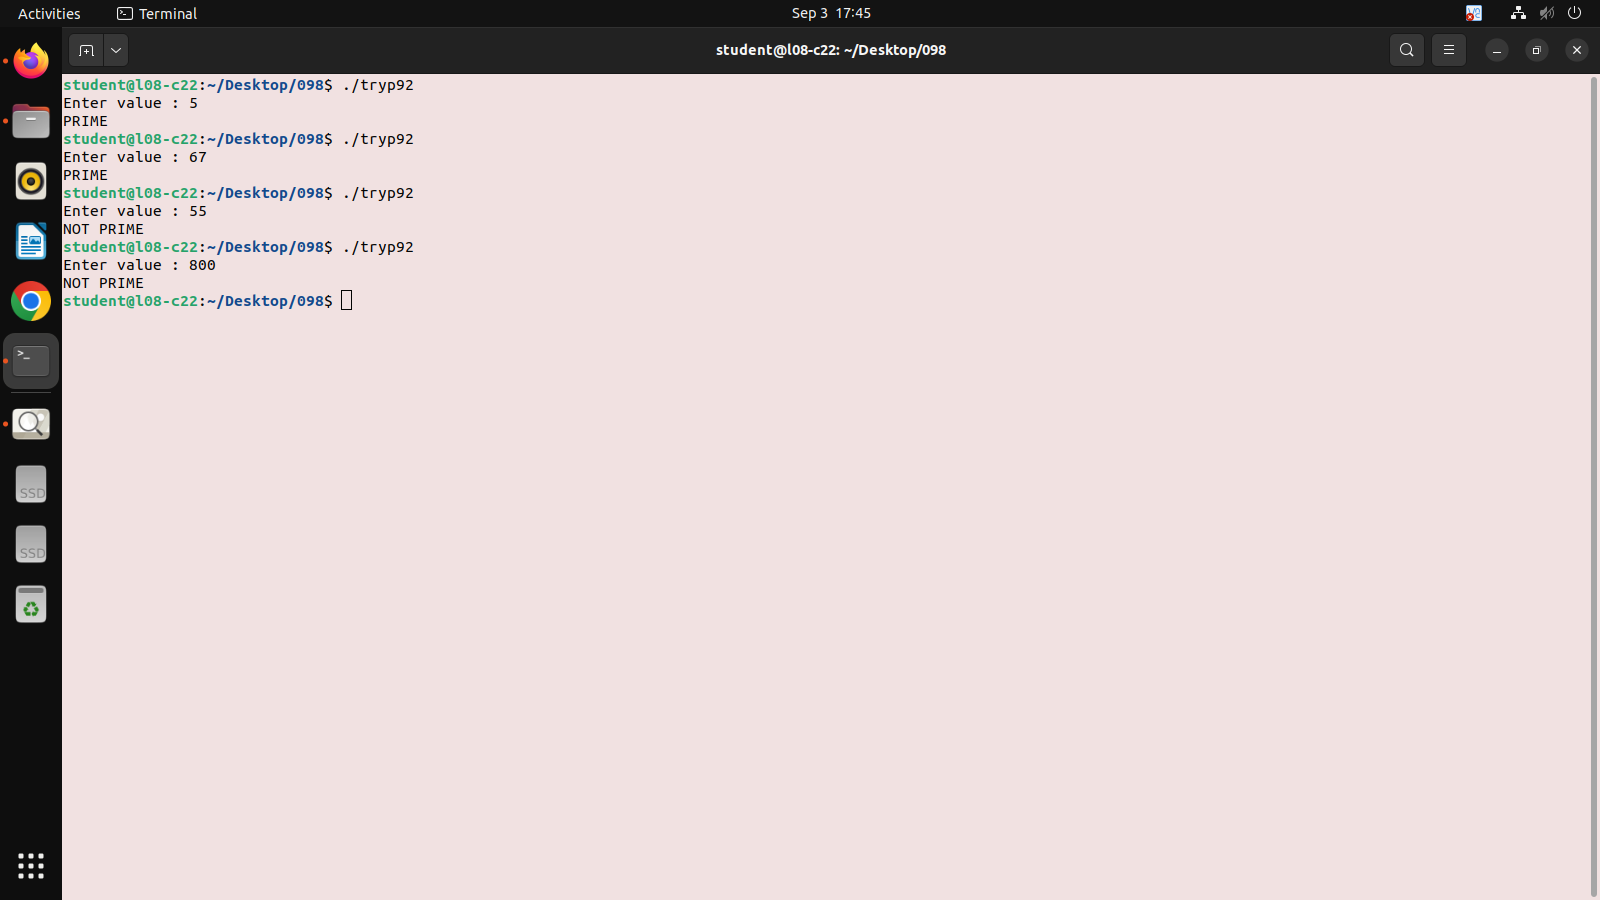 Activities
Terminal
Sep 3 17:45
student@l08-c22: ~/Desktop/098
student@l08-c22:~/Desktop/098$ ./tryp92
Enter value : 5
PRIME
student@l08-c22:~/Desktop/098$ ./tryp92
Enter value : 67
PRIME
student@l08-c22:~/Desktop/098$ ./tryp92
Enter value : 55
NOT PRIME
student@l08-c22:~/Desktop/098$ ./tryp92
Enter value : 800
NOT PRIME
student@l08-c22:~/Desktop/098$
>_
SSD
SSD